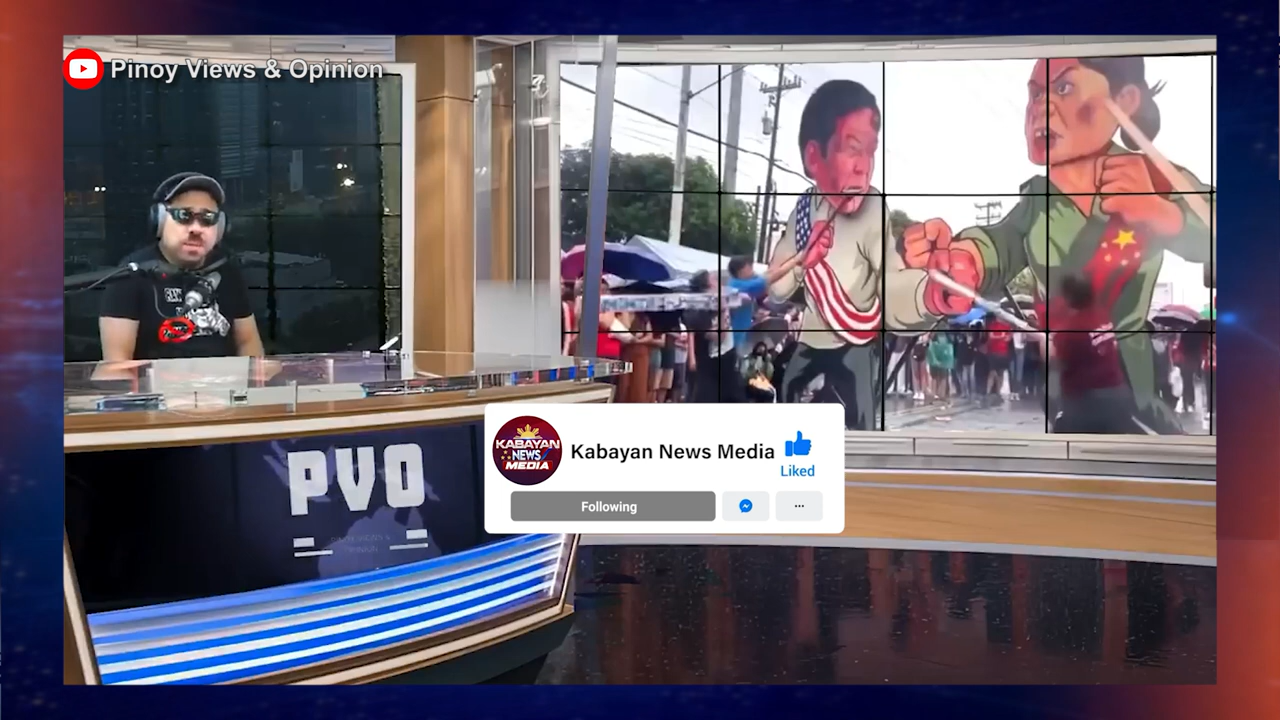 Pinoy Views & Opinion
PVO
KABAYAN
NEWS
MEDIA
Kabayan News Media
Liked
Following